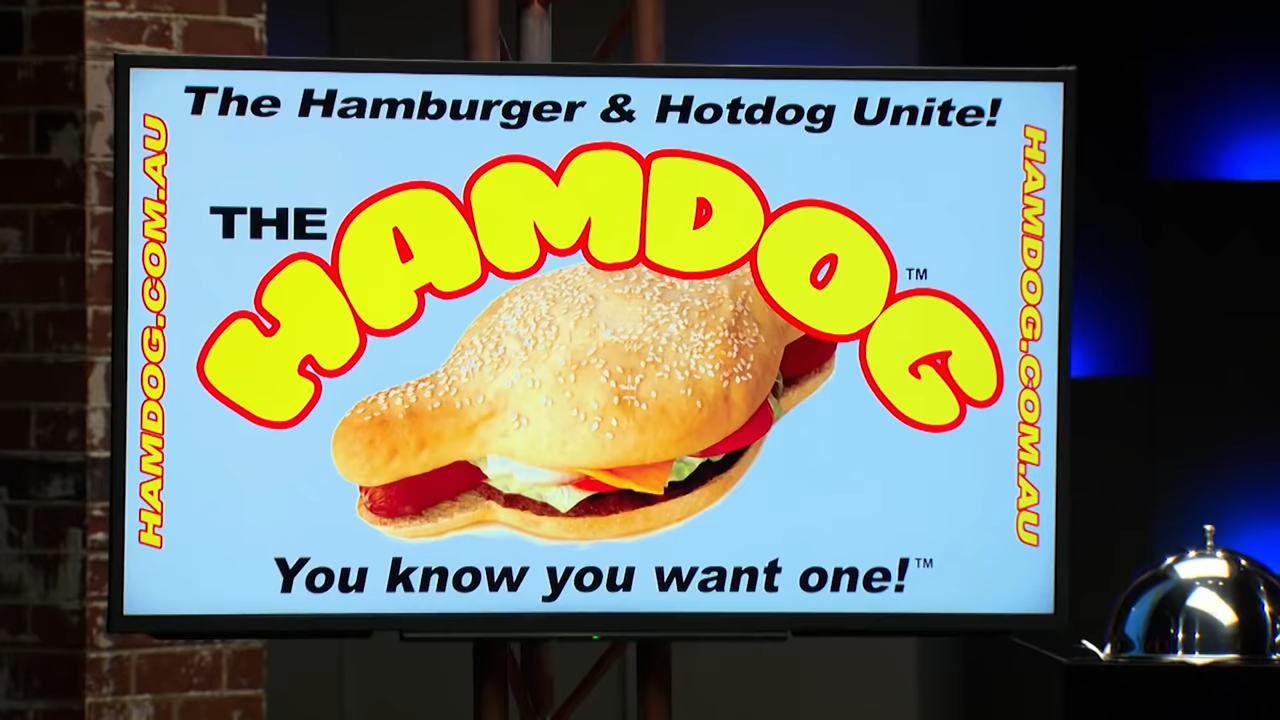 The Hamburger & Hotdog Unite!
THE
HAMDOG™
You know you want one!™
HAMDOG.COM.AU
HAMDOG.COM.AU